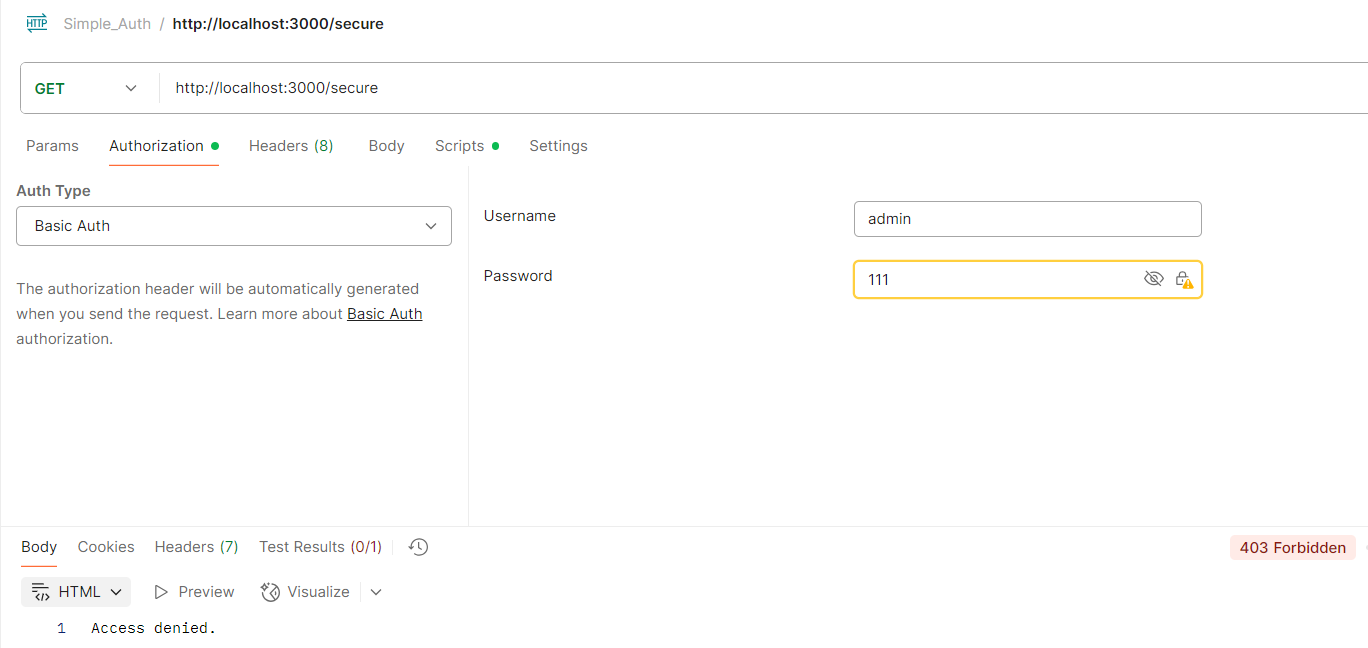 HTTP Simple_Auth / http://localhost:3000/secure
GET http://localhost:3000/secure
Params Authorization Headers (8) Body Scripts Settings
Auth Type
Basic Auth
The authorization header will be automatically generated
when you send the request. Learn more about Basic Auth
authorization.
Username admin
Password 111
Body Cookies Headers (7) Test Results (0/1) 403 Forbidden
HTML Preview Visualize
1 Access denied.